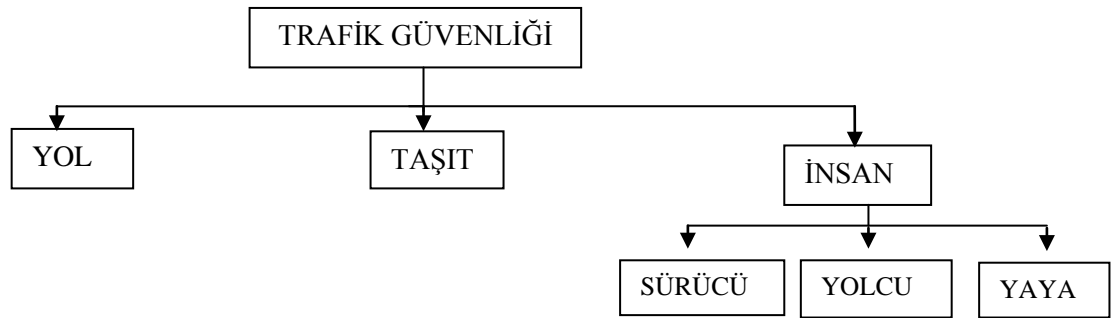 TRAFİK GÜVENLİĞİ
YOL
TAŞIT
İNSAN
SÜRÜCÜ
YOLCU
YAYA